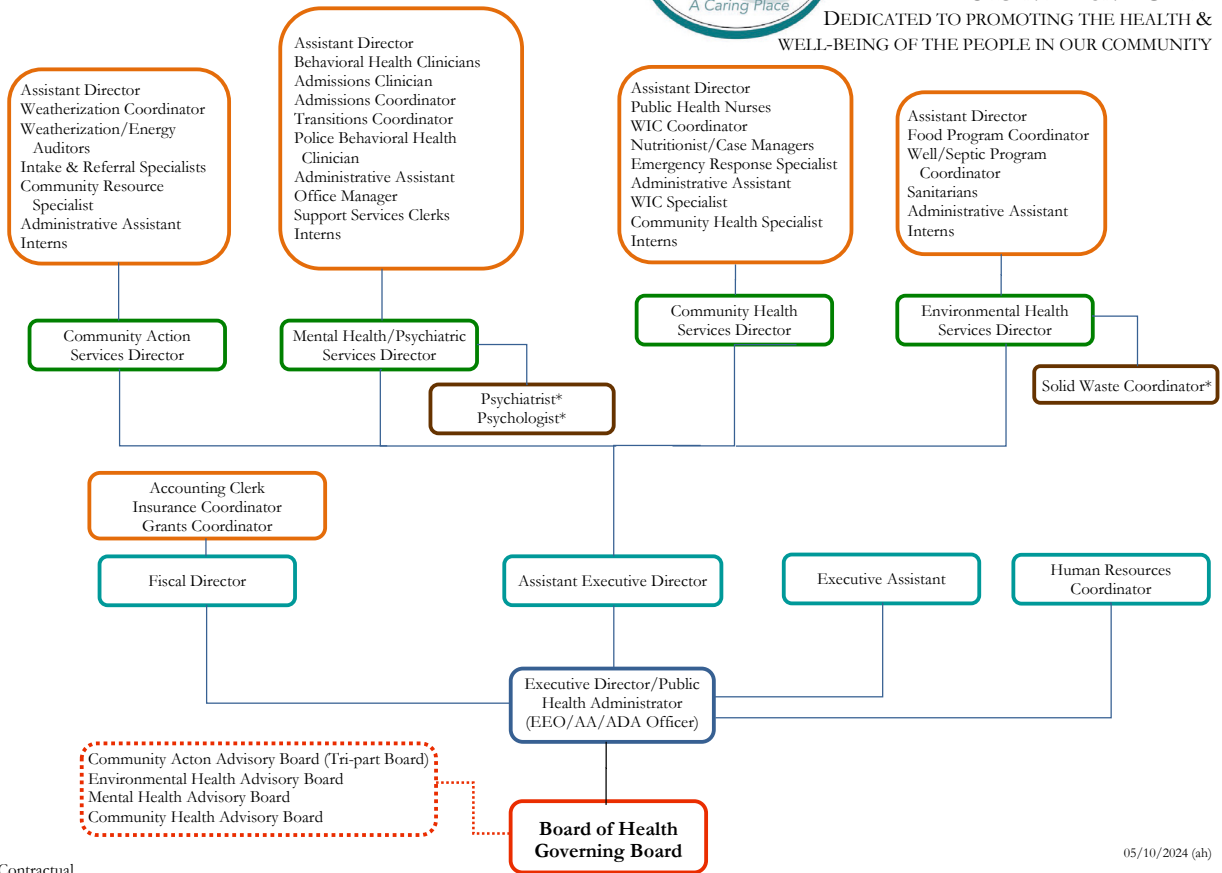 A Caring Place
DEDICATED TO PROMOTING THE HEALTH &
WELL-BEING OF THE PEOPLE IN OUR COMMUNITY
Assistant Director
Weatherization Coordinator
Weatherization/Energy
Auditors
Intake & Referral Specialists
Community Resource
Specialist
Administrative Assistant
Interns
Assistant Director
Behavioral Health Clinicians
Admissions Clinician
Admissions Coordinator
Transitions Coordinator
Police Behavioral Health
Clinician
Administrative Assistant
Office Manager
Support Services Clerks
Interns
Assistant Director
Public Health Nurses
WIC Coordinator
Nutritionist/Case Managers
Emergency Response Specialist
Administrative Assistant
WIC Specialist
Community Health Specialist
Interns
Assistant Director
Food Program Coordinator
Well/Septic Program
Coordinator
Sanitarians
Administrative Assistant
Interns
Community Action
Services Director
Mental Health/Psychiatric
Services Director
Community Health
Services Director
Environmental Health
Services Director
Psychiatrist*
Psychologist*
Solid Waste Coordinator*
Accounting Clerk
Insurance Coordinator
Grants Coordinator
Fiscal Director
Assistant Executive Director
Executive Assistant
Human Resources
Coordinator
Executive Director/Public
Health Administrator
(EEO/AA/ADA Officer)
Community Acton Advisory Board (Tri-part Board)
Environmental Health Advisory Board
Mental Health Advisory Board
Community Health Advisory Board
Board of Health
Governing Board
05/10/2024 (ah)
Contractual